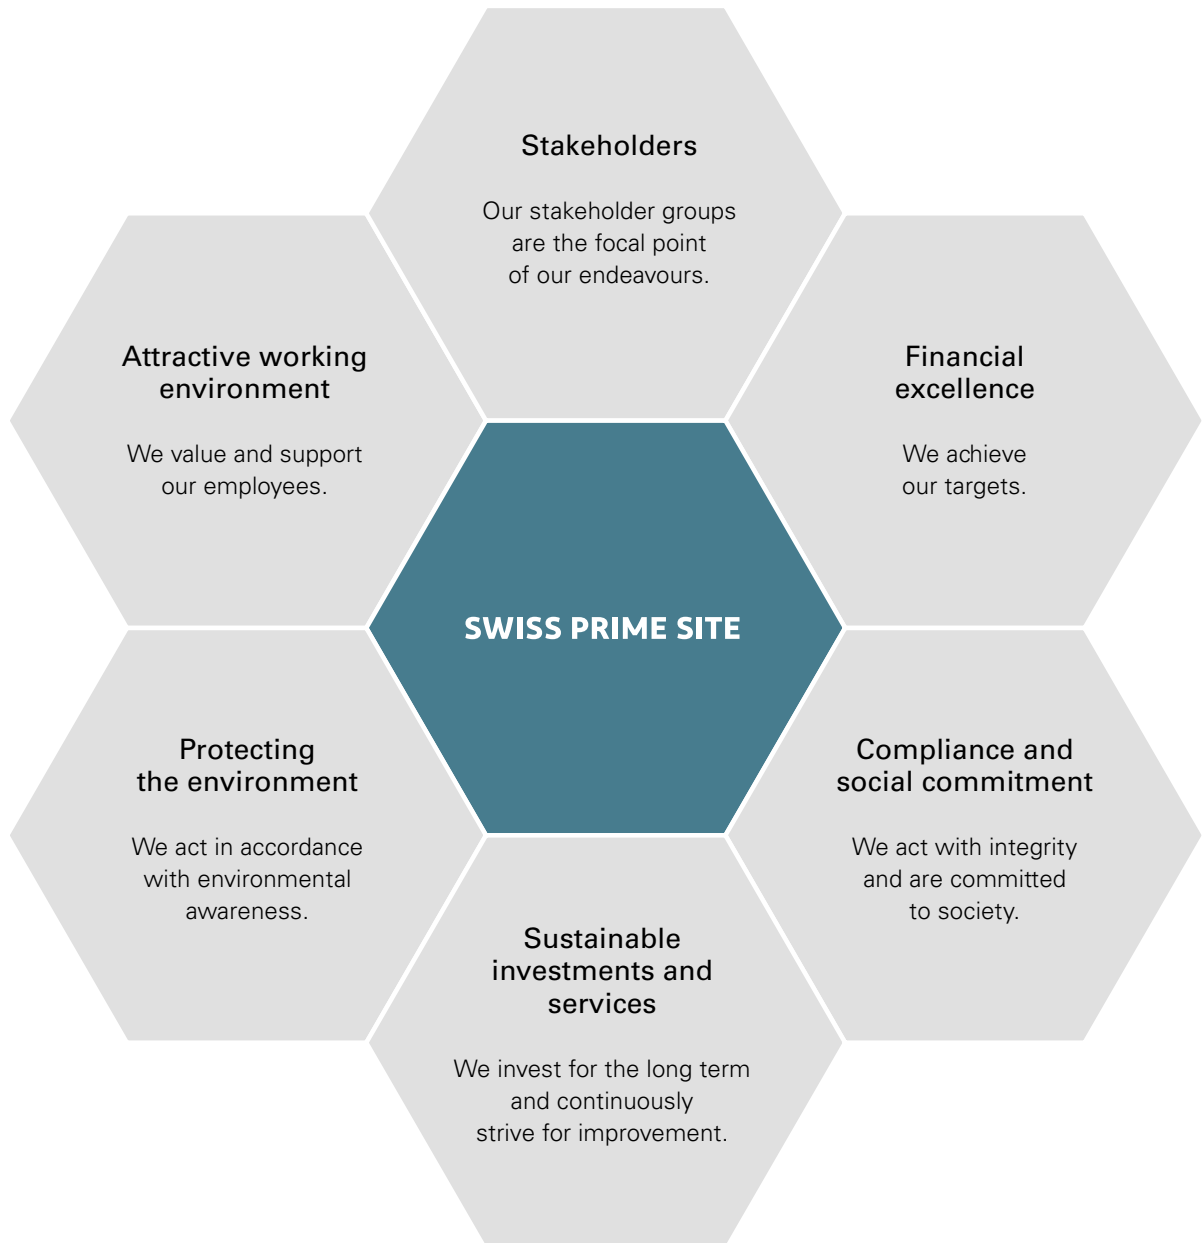 Stakeholders
Our stakeholder groups
are the focal point
of our endeavours.
Attractive working
environment
We value and support
our employees.
Financial
excellence
We achieve
our targets.
SWISS PRIME SITE
Protecting
the environment
We act in accordance
with environmental
awareness.
Compliance and
social commitment
We act with integrity
and are committed
to society.
Sustainable
investments and
services
We invest for the long term
and continuously
strive for improvement.